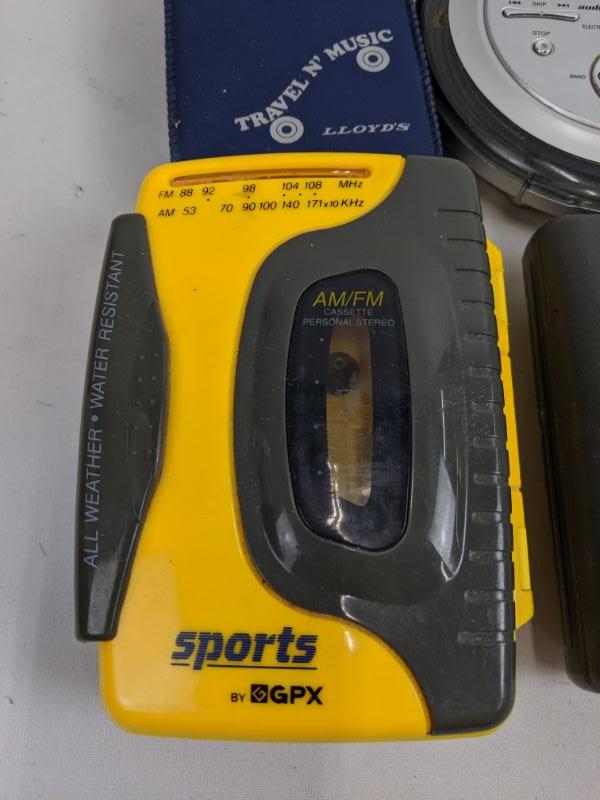 TRAVEL N' MUSIC
LLOYD'S
SKIP
STOP
BAND
FM 88 92 98 104 108 MHz
AM 53 70 90 100 140 171x10 KHz
ALL WEATHER • WATER RESISTANT
AM/FM
CASSETTE
PERSONAL STEREO
sports
BY GPX